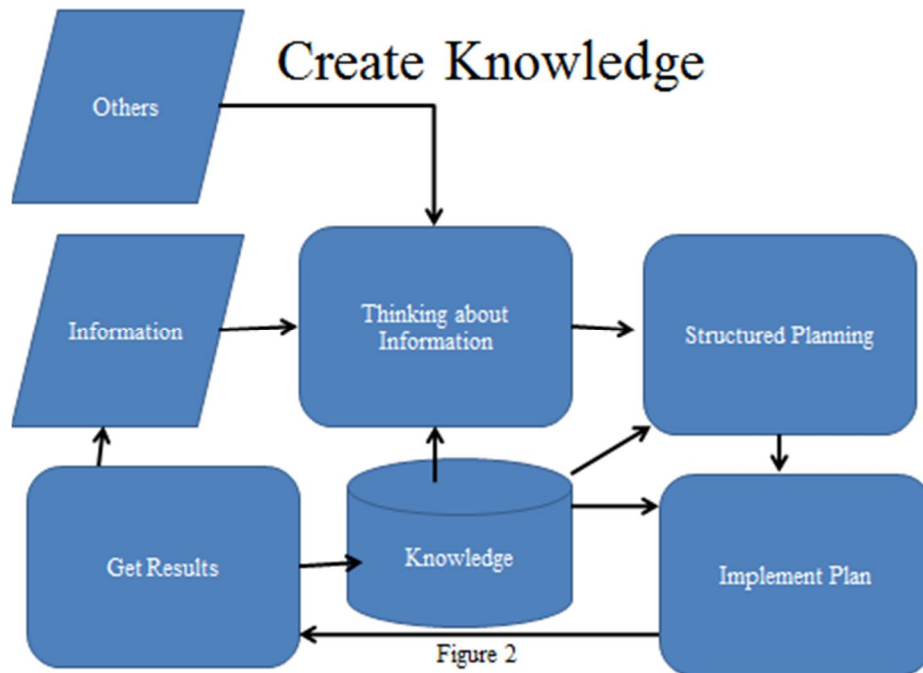 Create Knowledge
Others
Information
Thinking about
Information
Structured Planning
Get Results
Knowledge
Implement Plan
Figure 2